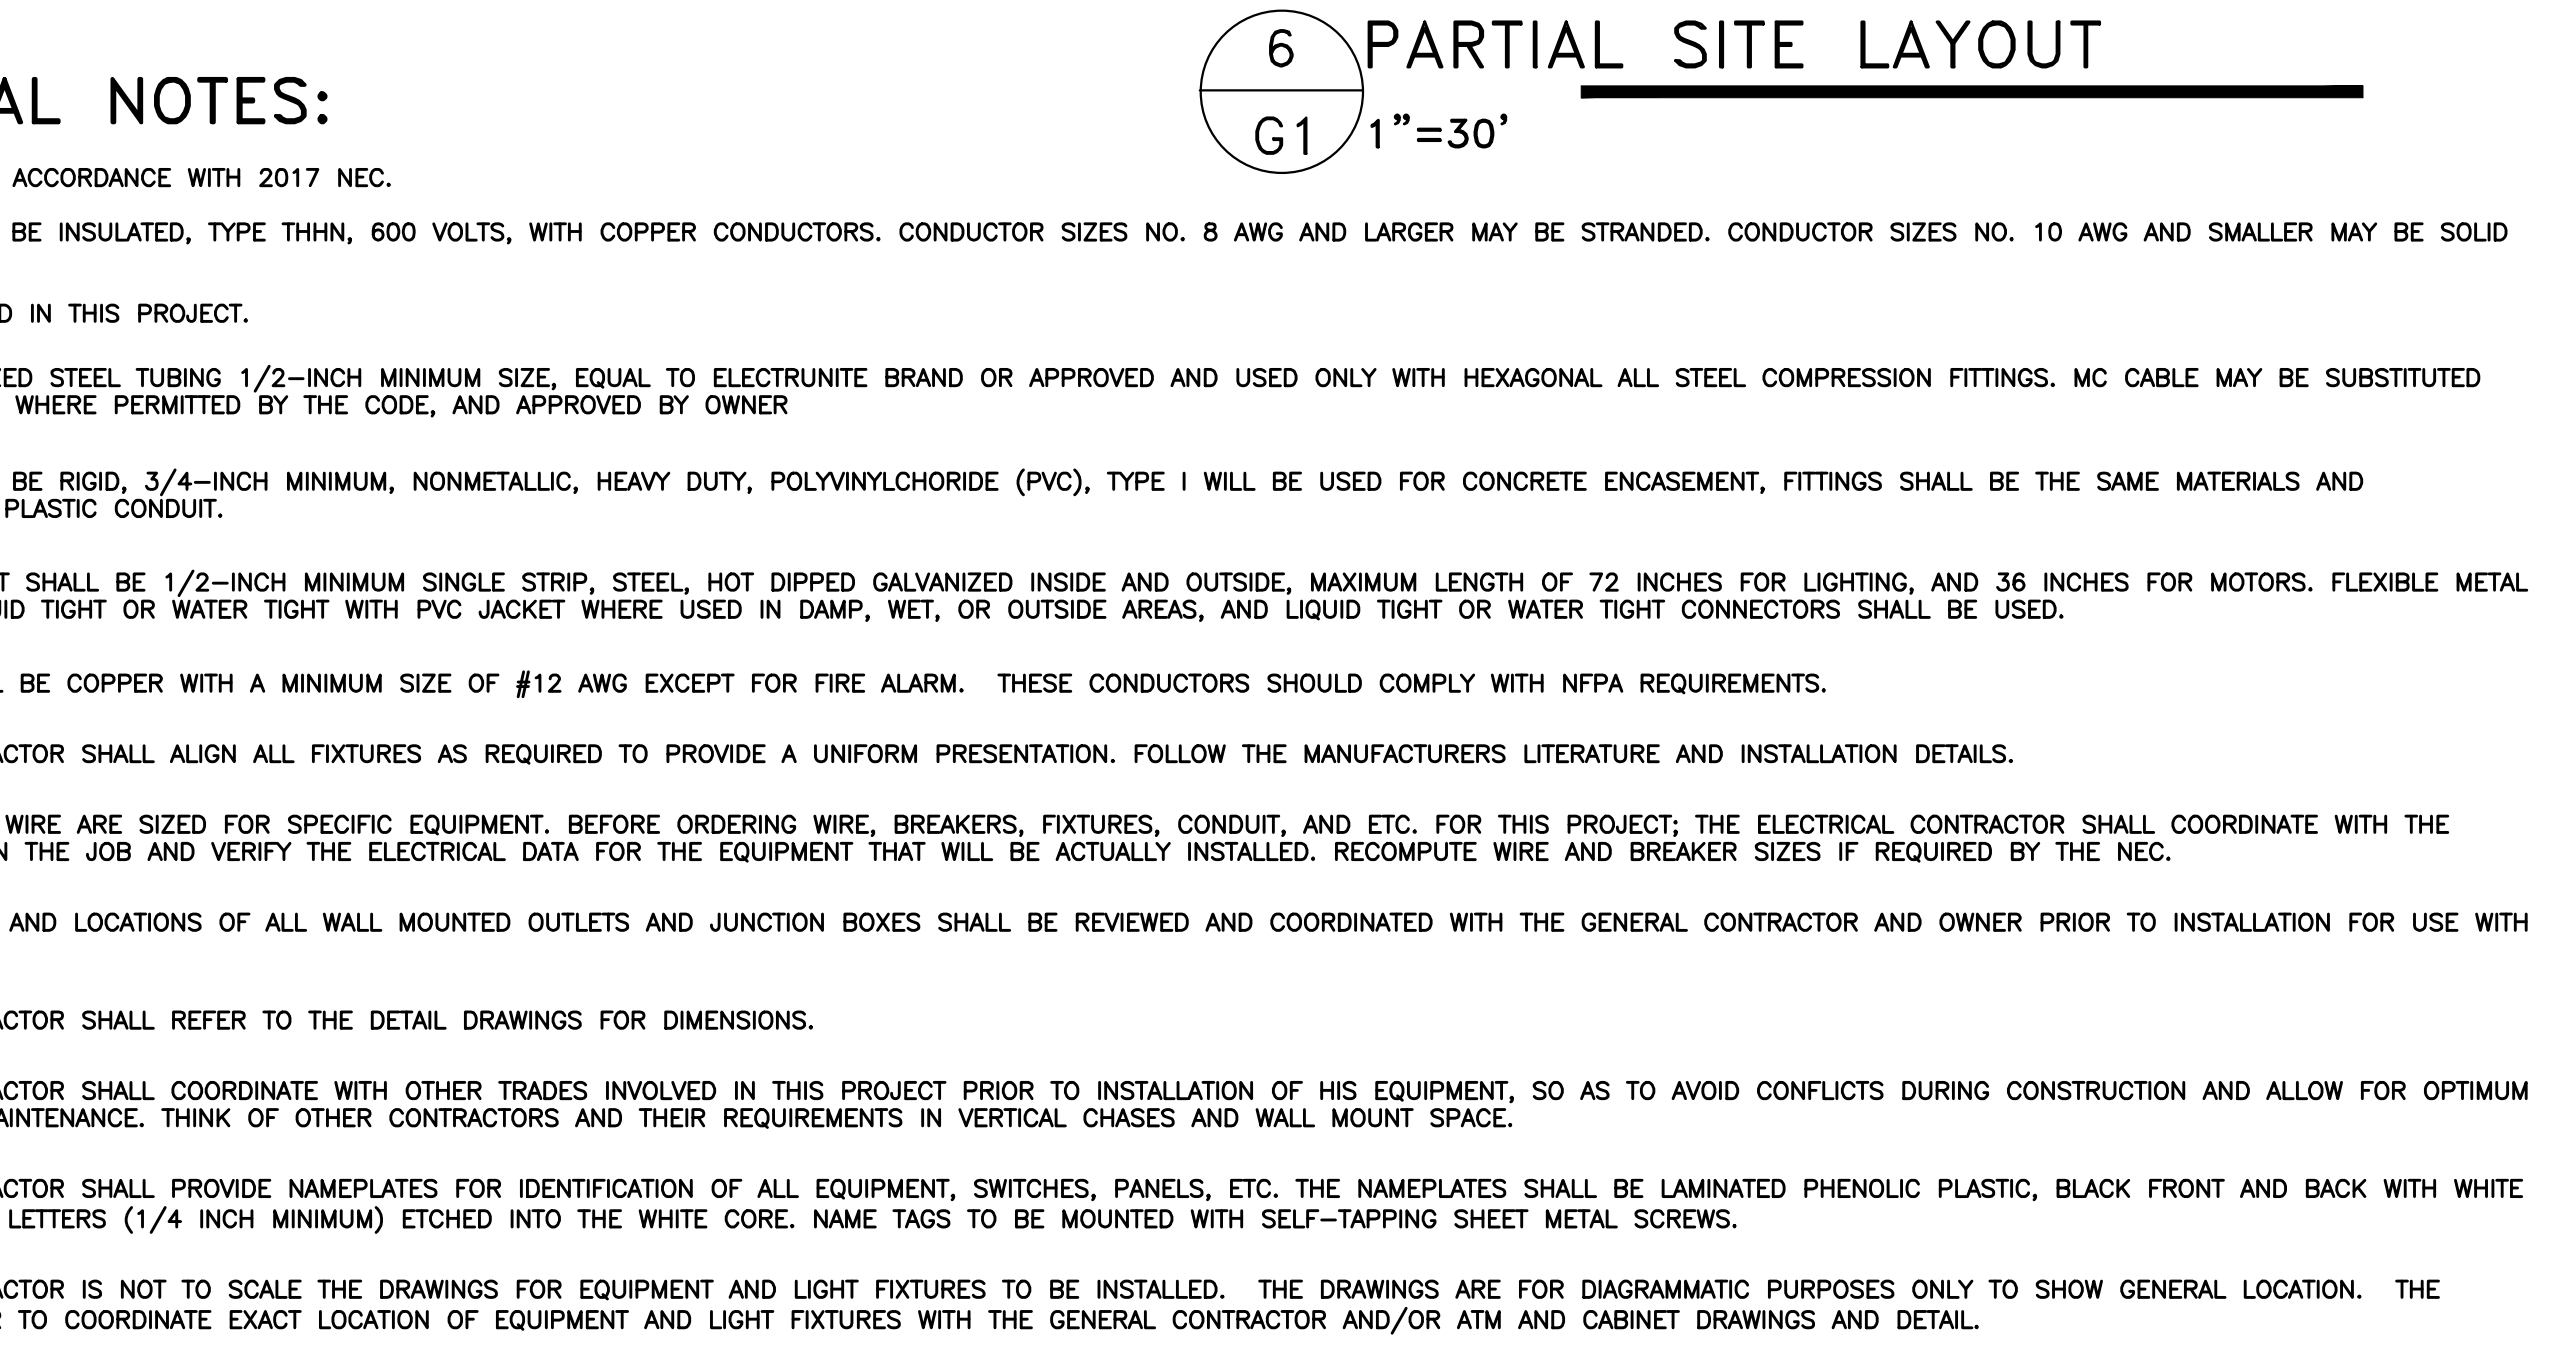 6
G1
PARTIAL SITE LAYOUT
1"=30'
AL NOTES:
ACCORDANCE WITH 2017 NEC.
BE INSULATED, TYPE THHN, 600 VOLTS, WITH COPPER CONDUCTORS. CONDUCTOR SIZES NO. 8 AWG AND LARGER MAY BE STRANDED. CONDUCTOR SIZES NO. 10 AWG AND SMALLER MAY BE SOLID
D IN THIS PROJECT.
ED STEEL TUBING 1/2-INCH MINIMUM SIZE, EQUAL TO ELECTRUNITE BRAND OR APPROVED AND USED ONLY WITH HEXAGONAL ALL STEEL COMPRESSION FITTINGS. MC CABLE MAY BE SUBSTITUTED
WHERE PERMITTED BY THE CODE, AND APPROVED BY OWNER
BE RIGID, 3/4-INCH MINIMUM, NONMETALLIC, HEAVY DUTY, POLYVINYLCHORIDE (PVC), TYPE I WILL BE USED FOR CONCRETE ENCASEMENT, FITTINGS SHALL BE THE SAME MATERIALS AND
PLASTIC CONDUIT.
T SHALL BE 1/2-INCH MINIMUM SINGLE STRIP, STEEL, HOT DIPPED GALVANIZED INSIDE AND OUTSIDE, MAXIMUM LENGTH OF 72 INCHES FOR LIGHTING, AND 36 INCHES FOR MOTORS. FLEXIBLE METAL
ID TIGHT OR WATER TIGHT WITH PVC JACKET WHERE USED IN DAMP, WET, OR OUTSIDE AREAS, AND LIQUID TIGHT OR WATER TIGHT CONNECTORS SHALL BE USED.
BE COPPER WITH A MINIMUM SIZE OF #12 AWG EXCEPT FOR FIRE ALARM. THESE CONDUCTORS SHOULD COMPLY WITH NFPA REQUIREMENTS.
ACTOR SHALL ALIGN ALL FIXTURES AS REQUIRED TO PROVIDE A UNIFORM PRESENTATION. FOLLOW THE MANUFACTURERS LITERATURE AND INSTALLATION DETAILS.
WIRE ARE SIZED FOR SPECIFIC EQUIPMENT. BEFORE ORDERING WIRE, BREAKERS, FIXTURES, CONDUIT, AND ETC. FOR THIS PROJECT; THE ELECTRICAL CONTRACTOR SHALL COORDINATE WITH THE
N THE JOB AND VERIFY THE ELECTRICAL DATA FOR THE EQUIPMENT THAT WILL BE ACTUALLY INSTALLED. RECOMPUTE WIRE AND BREAKER SIZES IF REQUIRED BY THE NEC.
AND LOCATIONS OF ALL WALL MOUNTED OUTLETS AND JUNCTION BOXES SHALL BE REVIEWED AND COORDINATED WITH THE GENERAL CONTRACTOR AND OWNER PRIOR TO INSTALLATION FOR USE WITH
ACTOR SHALL REFER TO THE DETAIL DRAWINGS FOR DIMENSIONS.
ACTOR SHALL COORDINATE WITH OTHER TRADES INVOLVED IN THIS PROJECT PRIOR TO INSTALLATION OF HIS EQUIPMENT, SO AS TO AVOID CONFLICTS DURING CONSTRUCTION AND ALLOW FOR OPTIMUM
AINTENANCE. THINK OF OTHER CONTRACTORS AND THEIR REQUIREMENTS IN VERTICAL CHASES AND WALL MOUNT SPACE.
ACTOR SHALL PROVIDE NAMEPLATES FOR IDENTIFICATION OF ALL EQUIPMENT, SWITCHES, PANELS, ETC. THE NAMEPLATES SHALL BE LAMINATED PHENOLIC PLASTIC, BLACK FRONT AND BACK WITH WHITE
LETTERS (1/4 INCH MINIMUM) ETCHED INTO THE WHITE CORE. NAME TAGS TO BE MOUNTED WITH SELF-TAPPING SHEET METAL SCREWS.
ACTOR IS NOT TO SCALE THE DRAWINGS FOR EQUIPMENT AND LIGHT FIXTURES TO BE INSTALLED. THE DRAWINGS ARE FOR DIAGRAMMATIC PURPOSES ONLY TO SHOW GENERAL LOCATION. THE
R TO COORDINATE EXACT LOCATION OF EQUIPMENT AND LIGHT FIXTURES WITH THE GENERAL CONTRACTOR AND/OR ATM AND CABINET DRAWINGS AND DETAIL.